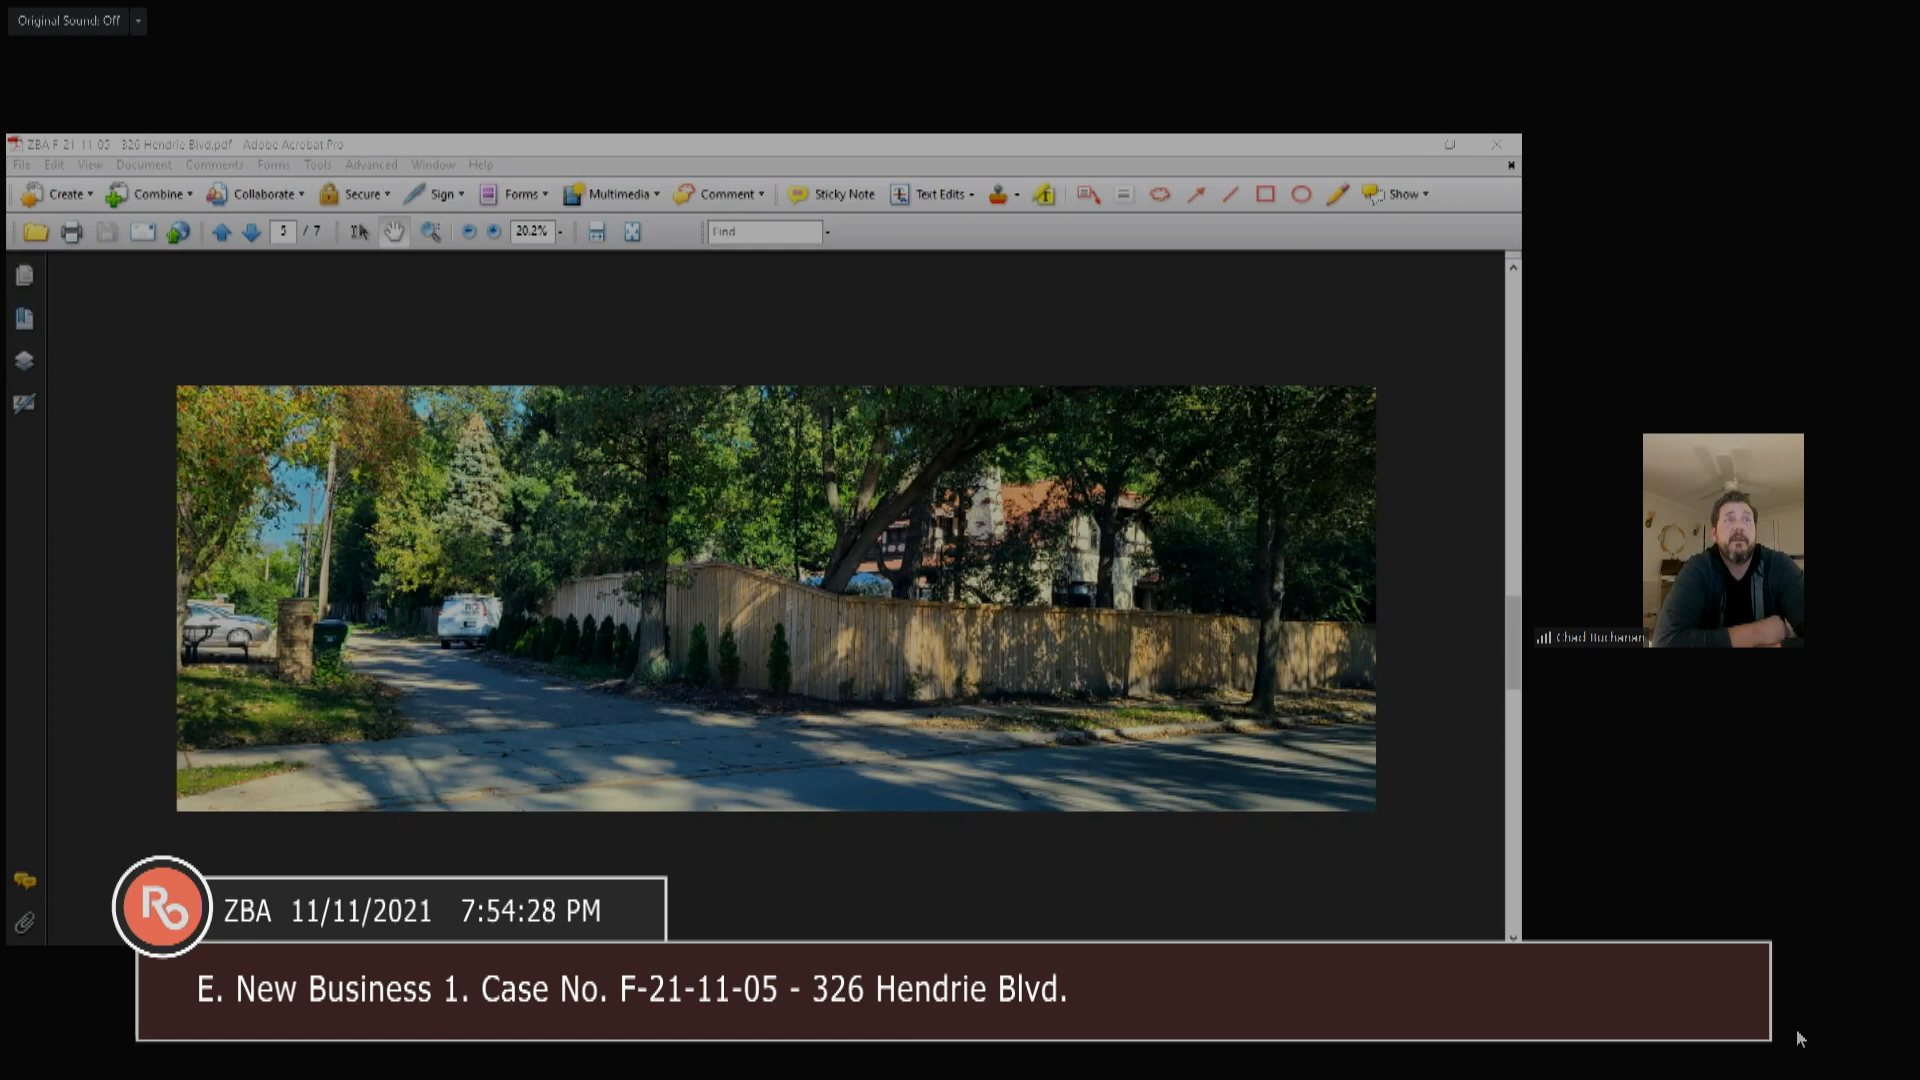 Original Sound: Off
ZBA F-21-11-05 - 326 Hendrie Blvd.pdf - Adobe Acrobat Pro
File Edit View Document Comments Forms Tools Advanced Window Help
Create Combine Collaborate Secure Sign Forms Multimedia Comment Sticky Note Text Edits Show
5 / 7 20.2% Find
Chad Buchanan
Ro
ZBA 11/11/2021 7:54:28 PM
E. New Business 1. Case No. F-21-11-05 - 326 Hendrie Blvd.